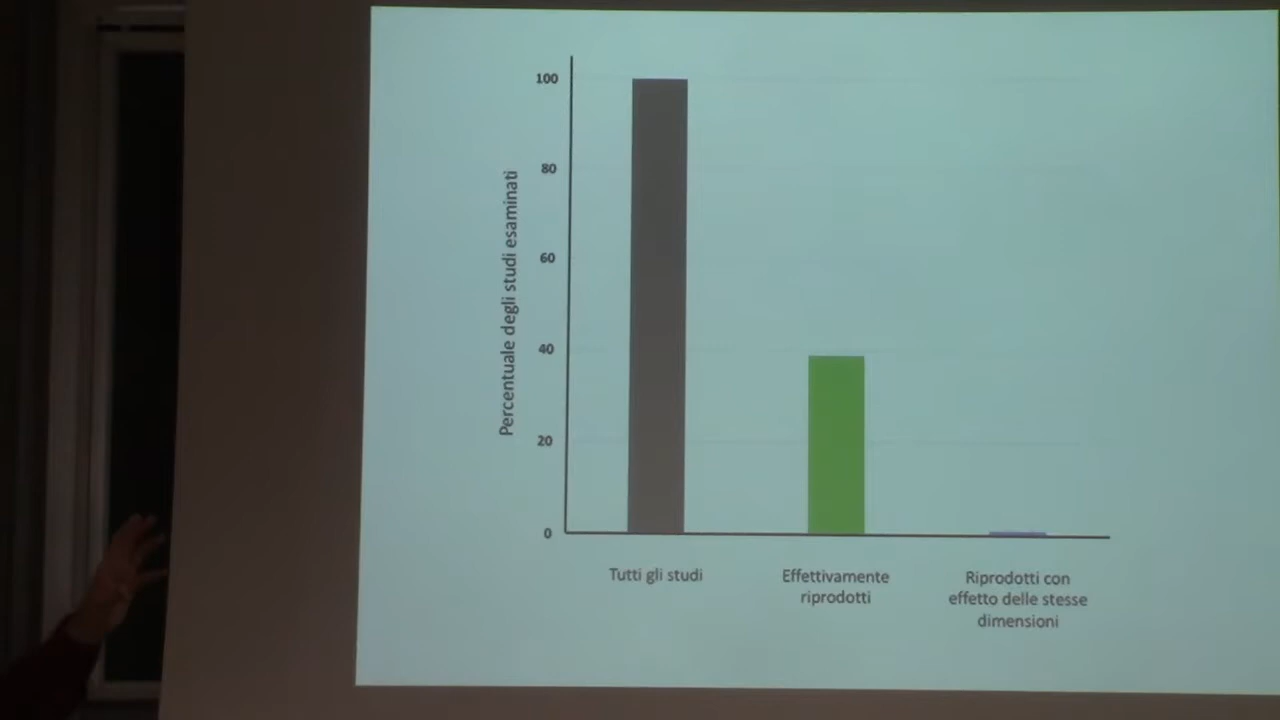 Percentuale degli studi esaminati
100
80
60
40
20
0
Tutti gli studi
Effettivamente
riprodotti
Riprodotti con
effetto delle stesse
dimensioni